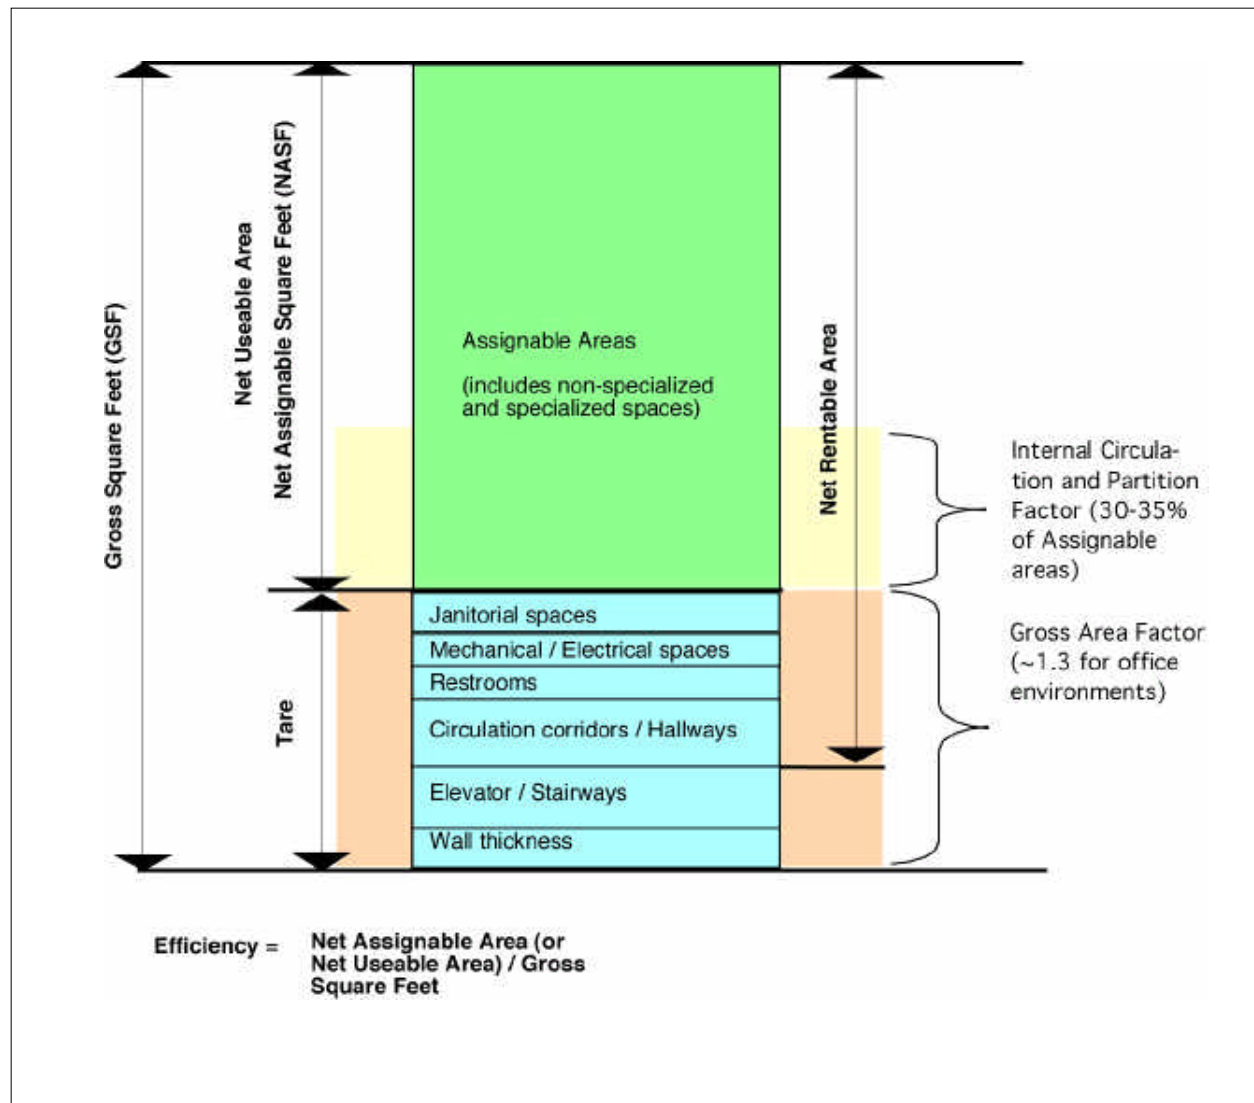 Gross Square Feet (GSF)
Net Useable Area
Net Assignable Square Feet (NASF)
Tare
Assignable Areas
(includes non-specialized
and specialized spaces)
Net Rentable Area
Internal Circula-
tion and Partition
Factor (30-35%
of Assignable
areas)
Janitorial spaces
Mechanical / Electrical spaces
Restrooms
Circulation corridors / Hallways
Elevator / Stairways
Wall thickness
Gross Area Factor
(~1.3 for office
environments)
Efficiency =
Net Assignable Area (or
Net Useable Area) / Gross
Square Feet